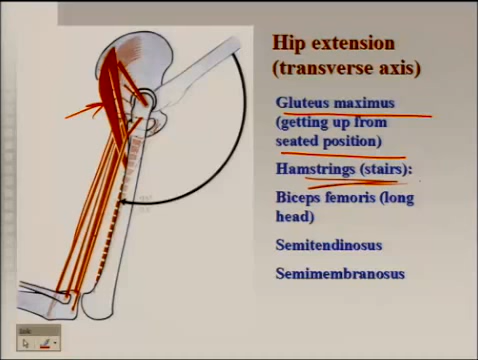 Hip extension
(transverse axis)
Gluteus maximus
(getting up from
seated position)
Hamstrings (stairs):
Biceps femoris (long
head)
Semitendinosus
Semimembranosus